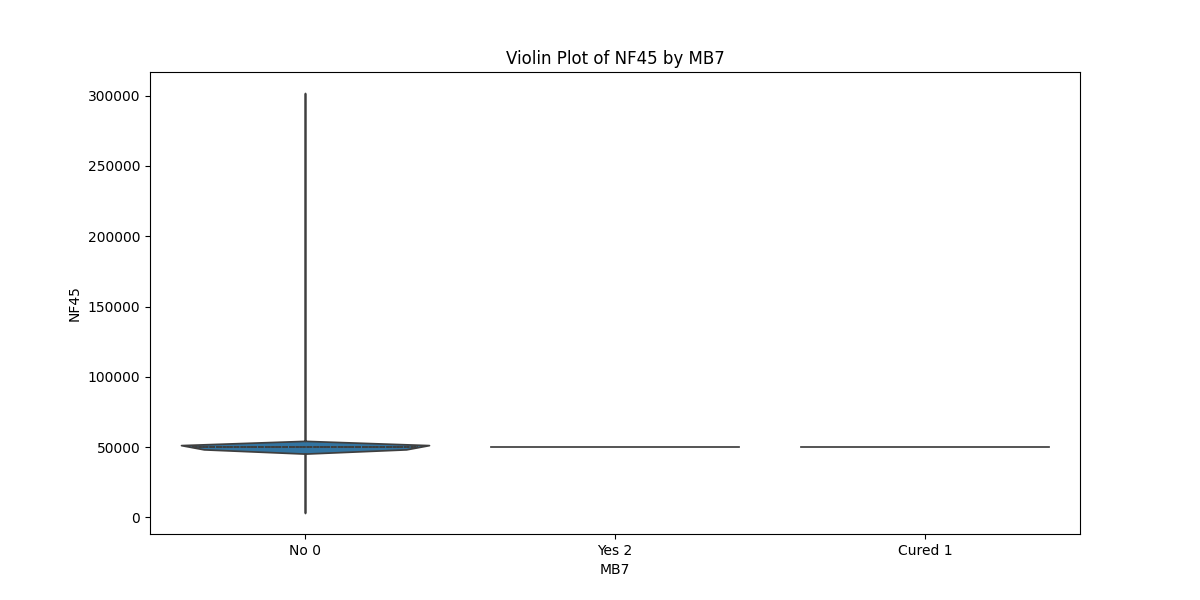 Violin Plot of NF45 by MB7
300000
250000
200000
150000
100000
50000
0
NF45
No 0
Yes 2
Cured 1
MB7